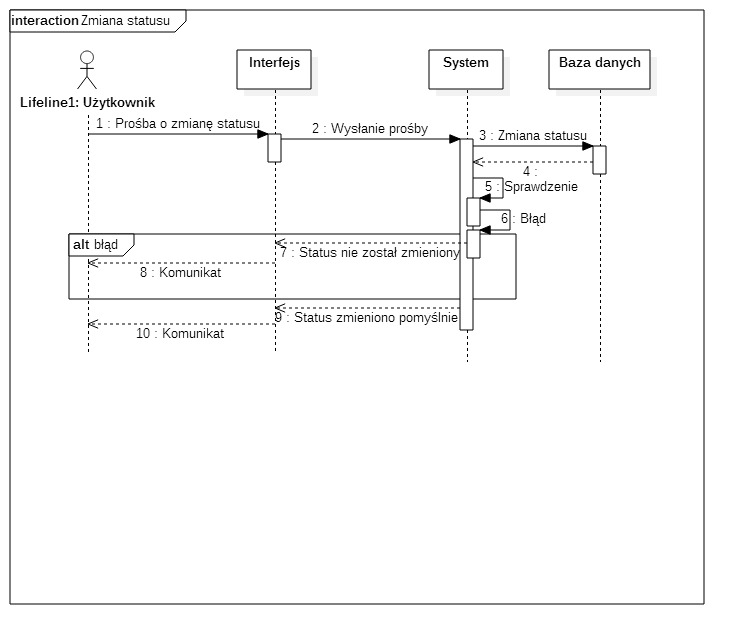 interaction Zmiana statusu
Interfejs
System
Baza danych
Lifeline1: Użytkownik
1 : Prośba o zmianę statusu
2 : Wysłanie prośby
3 : Zmiana statusu
4 :
5 : Sprawdzenie
6 : Błąd
alt błąd
7 : Status nie został zmieniony
8 : Komunikat
9 : Status zmieniono pomyślnie
10 : Komunikat